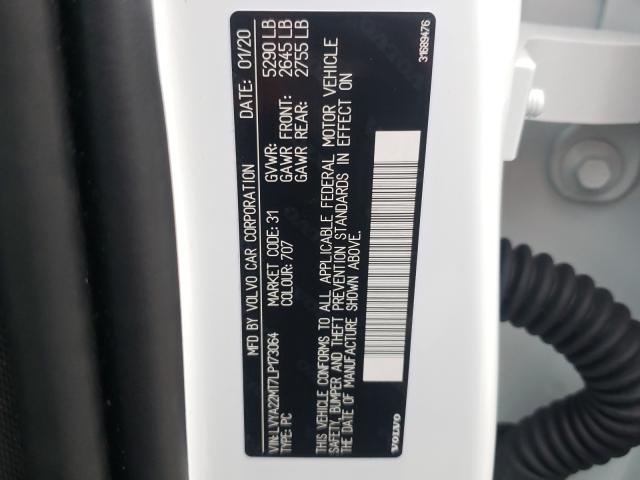 MFD BY VOLVO CAR CORPORATION DATE: 01/20
VIN: LVYA22MT7LP173064 MARKET CODE: 31 GVWR: 5290 LB
TYPE: PC COLOUR: 707 GAWR FRONT: 2645 LB
GAWR REAR: 2755 LB
THIS VEHICLE CONFORMS TO ALL APPLICABLE FEDERAL MOTOR VEHICLE
SAFETY, BUMPER AND THEFT PREVENTION STANDARDS IN EFFECT ON
THE DATE OF MANUFACTURE SHOWN ABOVE.
VOLVO
31689476